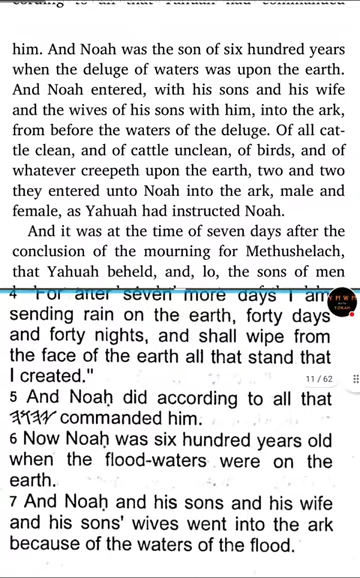 cording to all that Yahuah had commanded
him. And Noah was the son of six hundred years
when the deluge of waters was upon the earth.
And Noah entered, with his sons and his wife
and the wives of his sons with him, into the ark,
from before the waters of the deluge. Of all cat-
tle clean, and of cattle unclean, of birds, and of
whatever creepeth upon the earth, two and two
they entered unto Noah into the ark, male and
female, as Yahuah had instructed Noah.
And it was at the time of seven days after the
conclusion of the mourning for Methushelach,
that Yahuah beheld, and, lo, the sons of men
4 For after seven more days I am
sending rain on the earth, forty days
and forty nights, and shall wipe from
the face of the earth all that stand that
I created."
11/62
5 And Noaḥ did according to all that
𐤉𐤄𐤅𐤄 commanded him.
6 Now Noaḥ was six hundred years old
when the flood-waters were on the
earth.
7 And Noaḥ and his sons and his wife
and his sons' wives went into the ark
because of the waters of the flood.